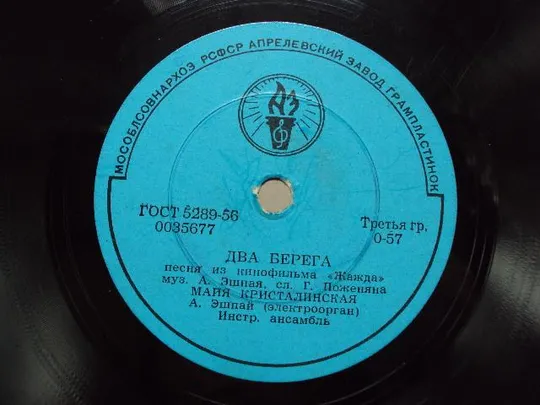 МОСОБЛСОВНАРХОЗ РСФСР АПРЕЛЕВСКИЙ ЗАВОД ГРАМПЛАСТИНОК
АЗ
ГОСТ 5289-56
0035677
Третья гр.
0-57
ДВА БЕРЕГА
песня из кинофильма «Жажда»
муз. А. Эшпая, сл. Г. Поженяна
МАЙЯ КРИСТАЛИНСКАЯ
А. Эшпай (электроорган)
Инстр. ансамбль